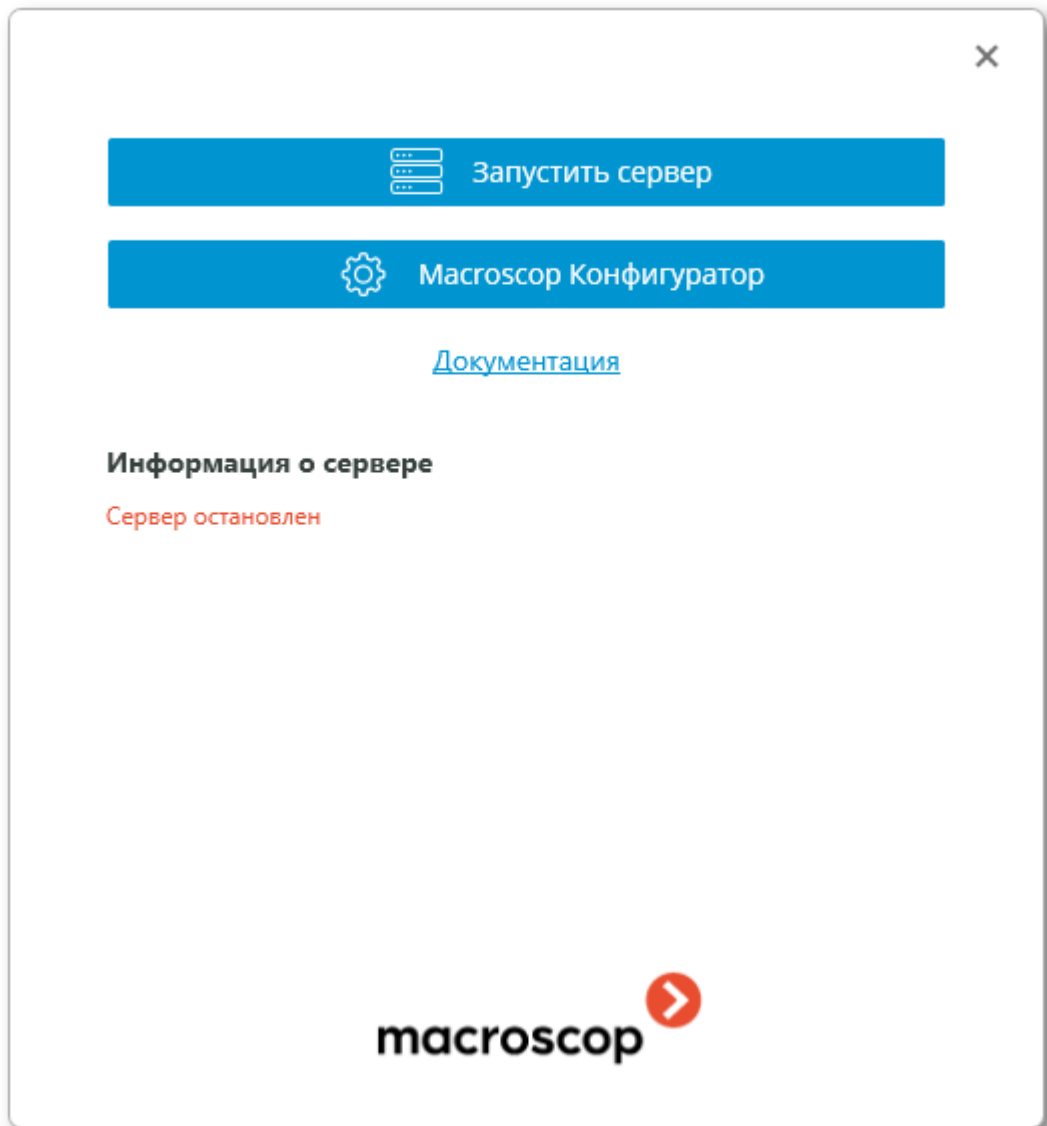 Запустить сервер
Macroscop Конфигуратор
Документация
Информация о сервере
Сервер остановлен
macroscop